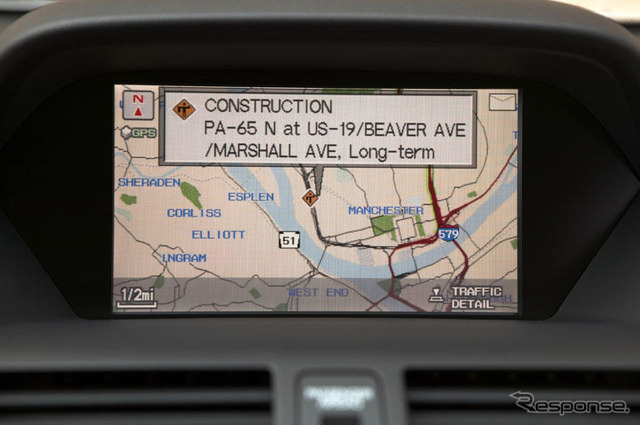 N
CONSTRUCTION
PA-65 N at US-19/BEAVER AVE
/MARSHALL AVE, Long-term
GPS
SHERADEN
ESPLEN
CORLISS
MANCHESTER
ELLIOTT
51
579
INGRAM
WEST END
1/2mi
TRAFFIC
DETAIL
Response.